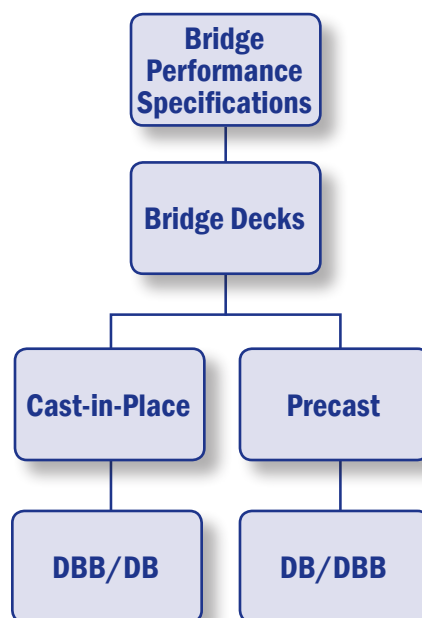 Bridge
Performance
Specifications
Bridge Decks
Cast-in-Place
Precast
DBB/DB
DB/DBB